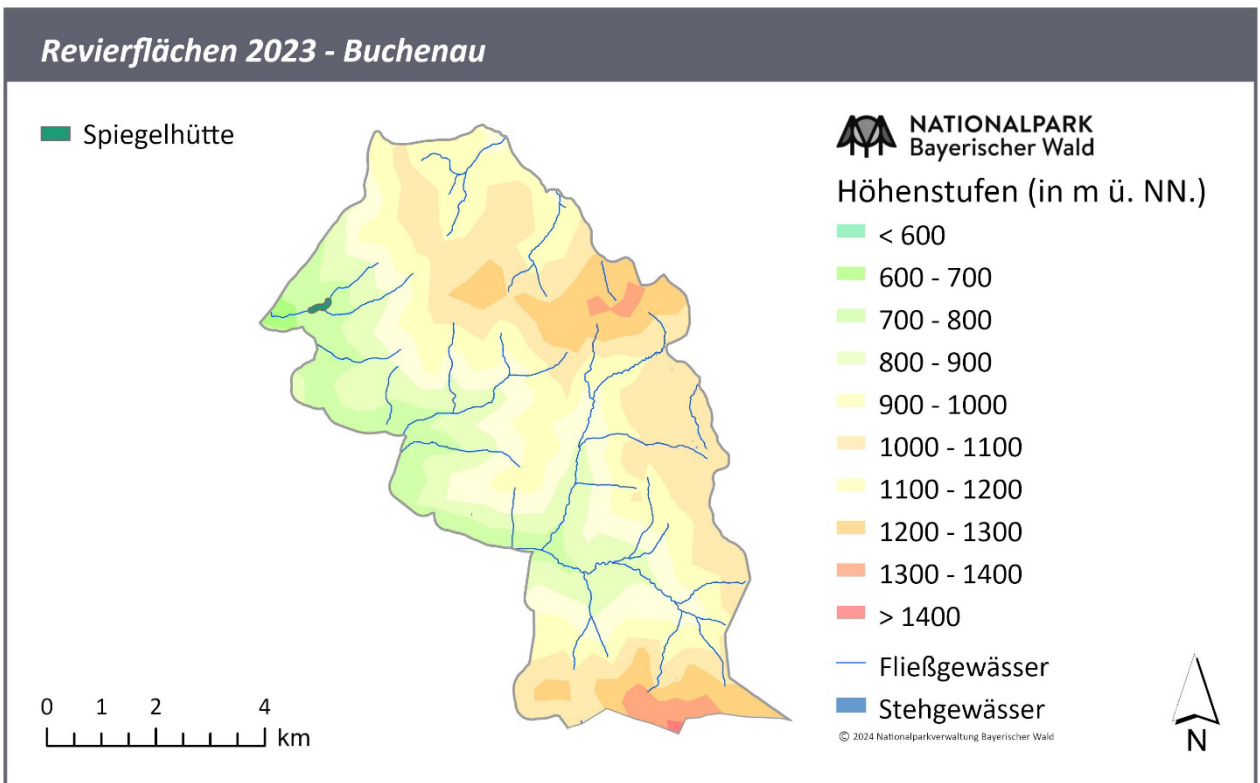 Revierflächen 2023 - Buchenau
Spiegelhütte
NATIONALPARK
Bayerischer Wald
Höhenstufen (in m ü. NN.)
< 600
600 - 700
700 - 800
800 - 900
900 - 1000
1000 - 1100
1100 - 1200
1200 - 1300
1300 - 1400
> 1400
Fließgewässer
Stehgewässer
© 2024 Nationalparkverwaltung Bayerischer Wald
0 1 2 4
km
N